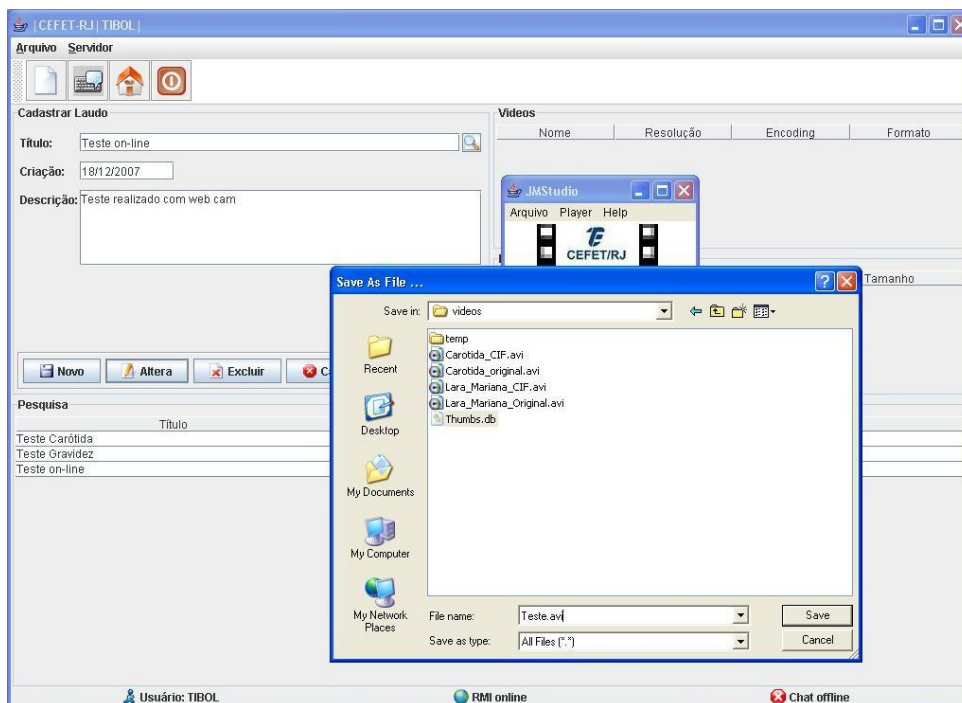 | CEFET-RJ | TIBOL |
Arquivo Servidor
Cadastrar Laudo
Título: Teste on-line
Criação: 18/12/2007
Descrição: Teste realizado com web cam
Novo Altera Excluir
Pesquisa
Título
Teste Carótida
Teste Gravidez
Teste on-line
Videos
Nome Resolução Encoding Formato
Tamanho
JMStudio
Arquivo Player Help
CEFET/RJ
Save As File ...
Save in: videos
Recent
Desktop
My Documents
My Computer
My Network Places
temp
Carotida_CIF.avi
Carotida_original.avi
Lara_Mariana_CIF.avi
Lara_Mariana_Original.avi
Thumbs.db
File name: Teste.avi Save
Save as type: All Files (*.*) Cancel
Usuário: TIBOL RMI online Chat offline